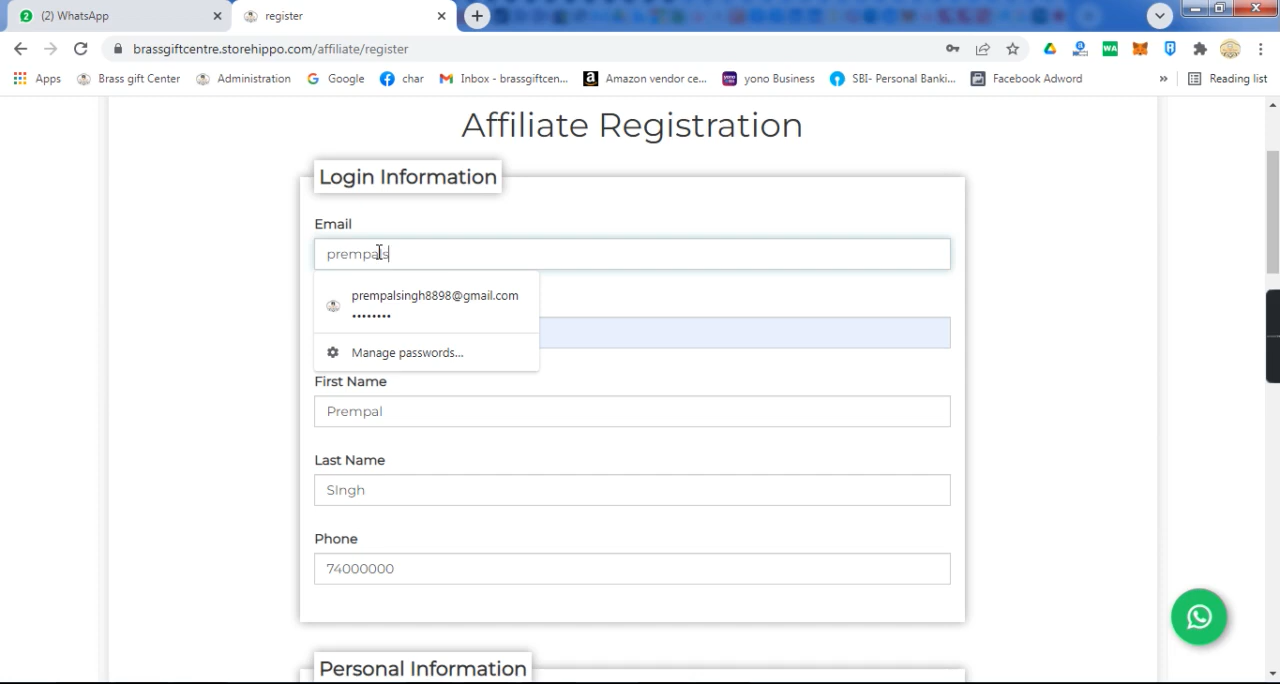 (2) WhatsApp
register
brassgiftcentre.storehippo.com/affiliate/register
Apps Brass gift Center Administration Google char Inbox - brassgiftcen... Amazon vendor ce... yono Business SBI- Personal Banki... Facebook Adword » Reading list
Affiliate Registration
Login Information
Email
prempals
prempalsingh8898@gmail.com
••••••••
Manage passwords...
First Name
Prempal
Last Name
SIngh
Phone
74000000
Personal Information